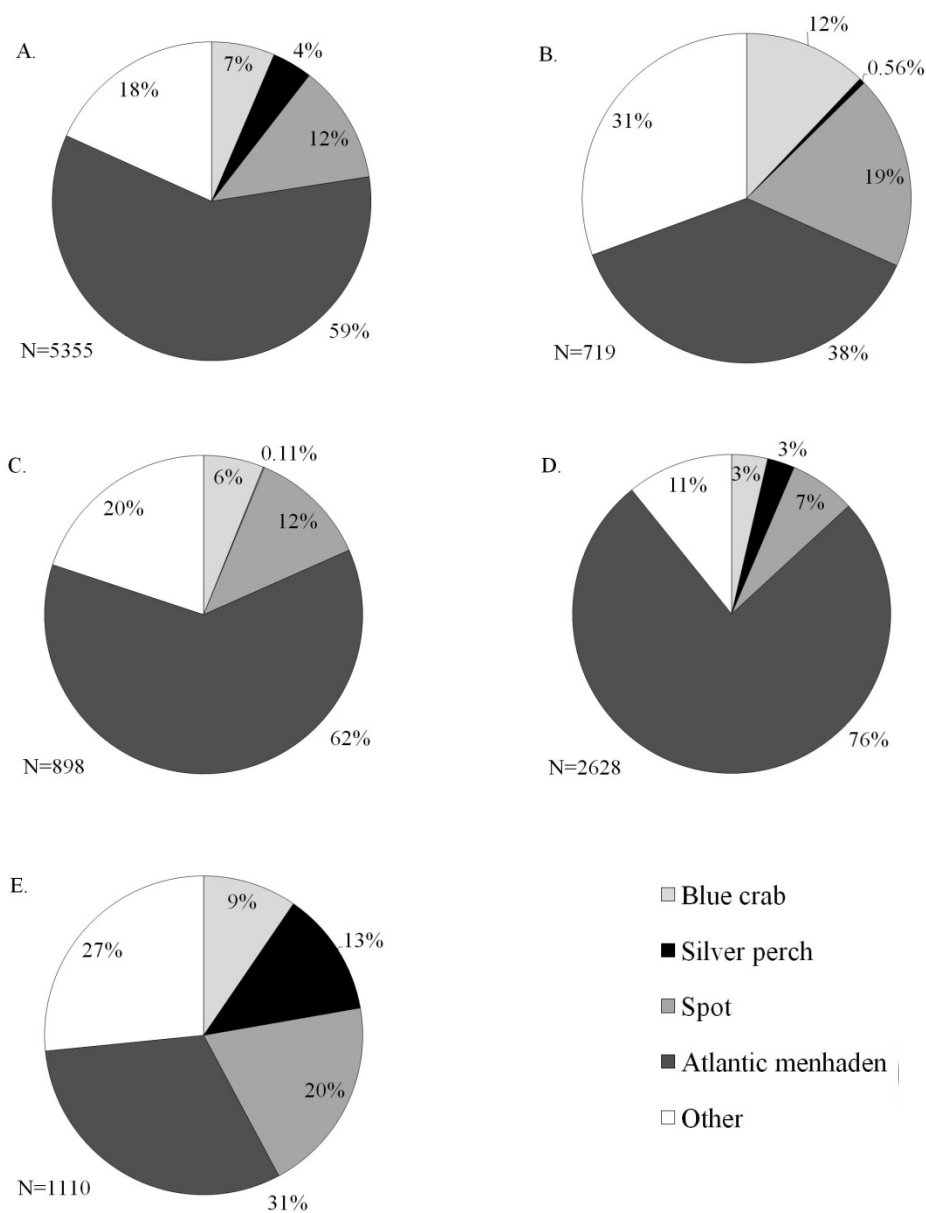 A.
7%
4%
12%
59%
18%
N=5355
B.
12%
0.56%
19%
38%
31%
N=719
C.
6%
0.11%
12%
62%
20%
N=898
D.
3%
3%
7%
76%
11%
N=2628
E.
9%
13%
20%
31%
27%
N=1110
Blue crab
Silver perch
Spot
Atlantic menhaden
Other